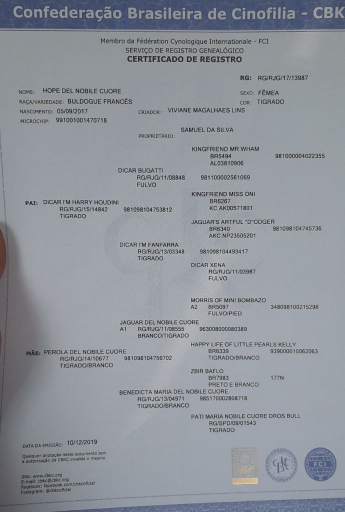 Confederação Brasileira de Cinofilia - CBK
Membro da Fédération Cynologique Internationale - FCI
SERVIÇO DE REGISTRO GENEALÓGICO
CERTIFICADO DE REGISTRO
RG: RG/RJG/17/13987
NOME: HOPE DEL NOBILE CUORE SEXO: FÊMEA
RAÇA/VARIEDADE: BULDOGUE FRANCÊS COR: TIGRADO
NASCIMENTO: 05/09/2017 CRIADOR: VIVIANE MAGALHAES LINS
MICROCHIP: 991001001470718
PROPRIETÁRIO: SAMUEL DA SILVA
KINGFRIEND MR WHAM
BR5494 981000004022355
AL03810906
DICAR BUGATTI
RG/RJG/11/08848 981100002561069
FULVO
KINGFRIEND MISS ONI
BR6267
KC AK00571801
PAI: DICAR I'M HARRY HOUDINI
RG/RJG/15/14842 981098104753812
TIGRADO
JAGUAR'S ARTFUL "D"ODGER
BR6340 981098104745736
AKC-NP23505201
DICAR I'M FANFARRA
RG/RJG/13/03348 981098104493417
TIGRADO
DICAR XENA
RG/RJG/11/03987
FULVO
MORRIS OF MINI BOMBAZO
A2 BR5097 348098100215298
FULVO/PIED
JAGUAR DEL NOBILE CUORE
A1 RG/RJG/11/08555 963008000080389
BRANCO/TIGRADO
HAPPY LIFE OF LITTLE PEARLS KELLY
BR6339 939000010062063
TIGRADO/BRANCO
MÃE: PEROLA DEL NOBILE CUORE
RG/RJG/14/10677 981098104756702
TIGRADO/BRANCO
ZBIR BAFLO
BR7983 177N
PRETO E BRANCO
BENEDICTA MARIA DEL NOBILE CUORE
RG/RJG/13/04971 985170002808718
TIGRADO/BRANCO
PATI MARIA NOBILE CUORE DROS BULL
RG/SPD/09/01543
TIGRADO
DATA DA EMISSÃO: 10/12/2019
Qualquer anotação neste documento sem
a autorização da CBKC o invalida.
Site: www.cbkc.org
E-mail: cbkc@cbkc.org
Facebook: facebook.com/cbkcoficial
Instagram: @cbkcoficial
FCI